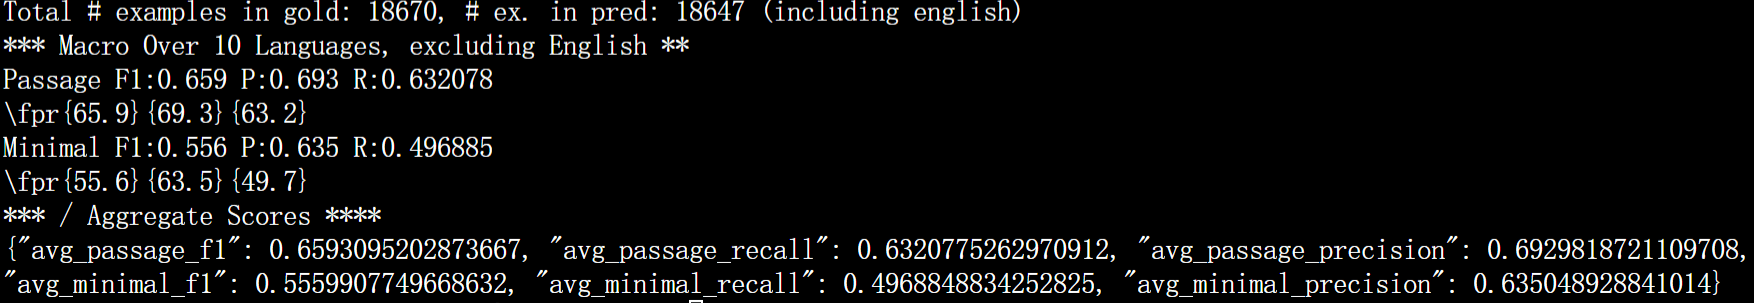 Total # examples in gold: 18670, # ex. in pred: 18647 (including english)
*** Macro Over 10 Languages, excluding English **
Passage F1:0.659 P:0.693 R:0.632078
\fpr{65.9}{69.3}{63.2}
Minimal F1:0.556 P:0.635 R:0.496885
\fpr{55.6}{63.5}{49.7}
*** / Aggregate Scores ****
{"avg_passage_f1": 0.6593095202873667, "avg_passage_recall": 0.6320775262970912, "avg_passage_precision": 0.6929818721109708,
"avg_minimal_f1": 0.5559907749668632, "avg_minimal_recall": 0.4968848834252825, "avg_minimal_precision": 0.635048928841014}